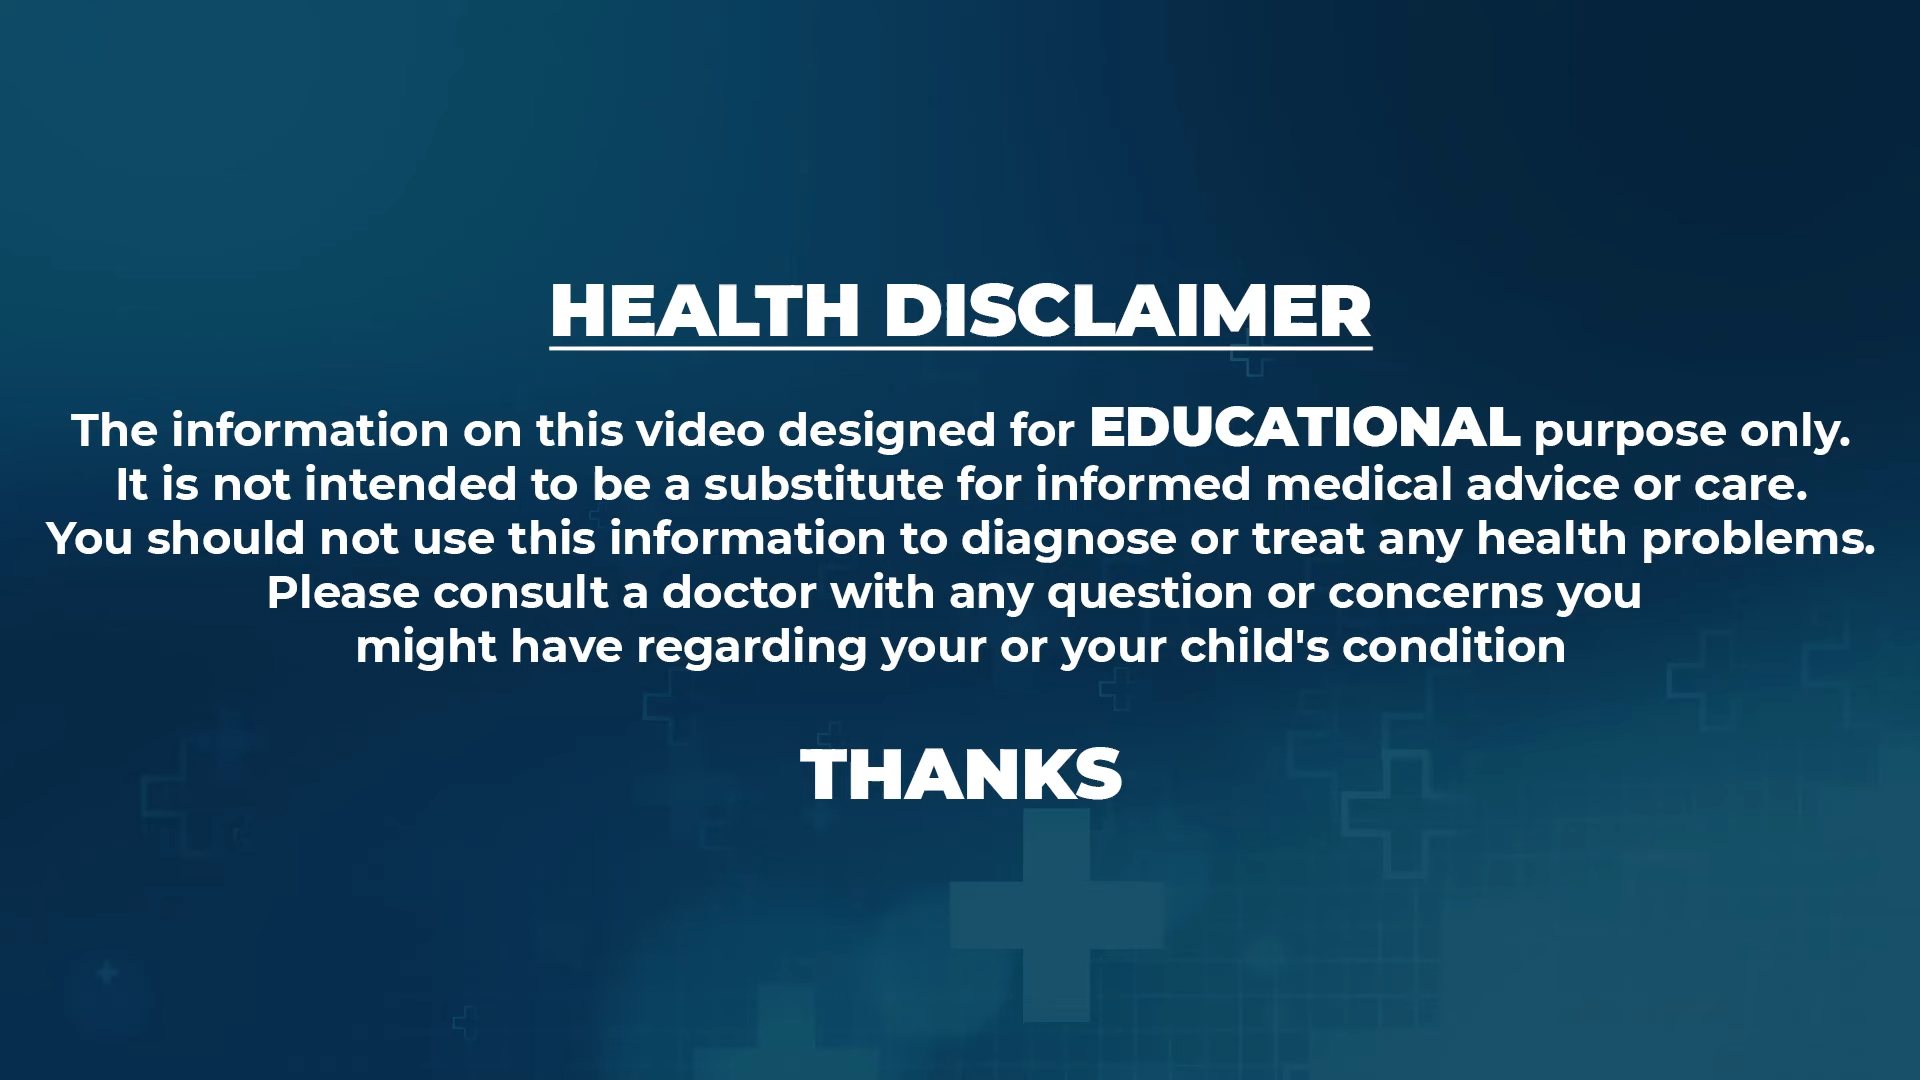 HEALTH DISCLAIMER
The information on this video designed for EDUCATIONAL purpose only.
It is not intended to be a substitute for informed medical advice or care.
You should not use this information to diagnose or treat any health problems.
Please consult a doctor with any question or concerns you
might have regarding your or your child's condition
THANKS